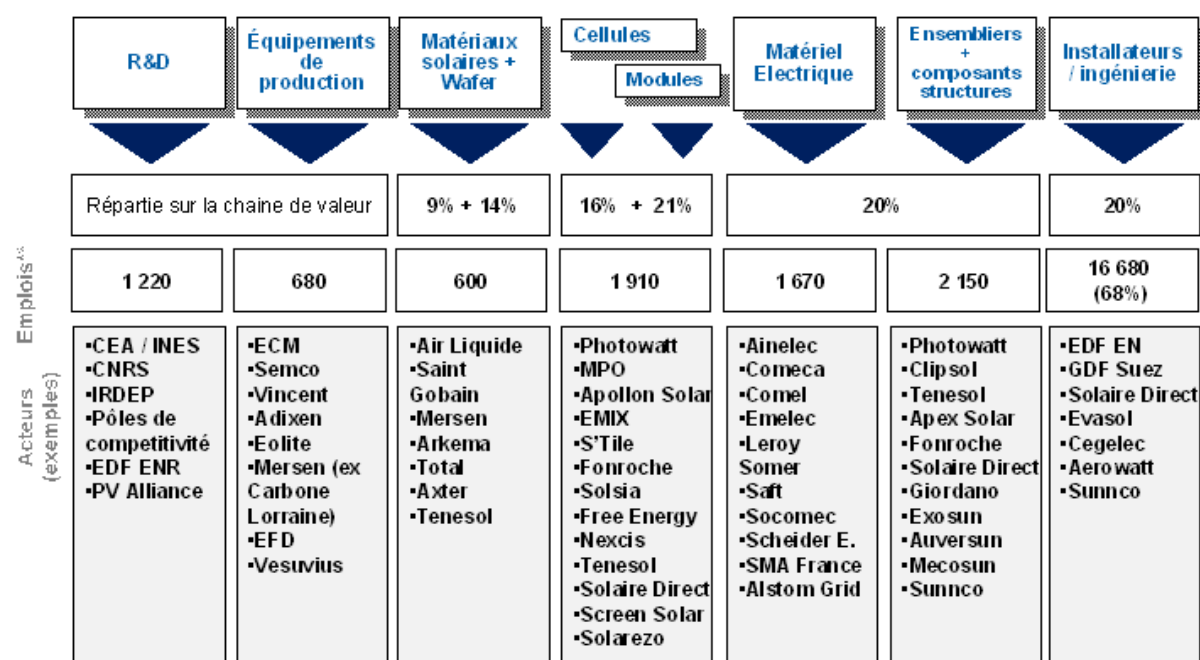 R&D
Équipements
de
production
Matériaux
solaires +
Wafer
Cellules
Modules
Matériel
Electrique
Ensembliers
+
composants
structures
Installateurs
/ ingénierie
Répartie sur la chaine de valeur
9% + 14%
16% + 21%
20%
20%
Emplois
1 220
680
600
1 910
1 670
2 150
16 680
(68%)
Acteurs
(exemples)
▪CEA / INES
▪CNRS
▪IRDEP
▪Pôles de
competitivité
▪EDF ENR
▪PV Alliance
▪ECM
▪Semco
▪Vincent
▪Adixen
▪Eolite
▪Mersen (ex
Carbone
Lorraine)
▪EFD
▪Vesuvius
▪Air Liquide
▪Saint
Gobain
▪Mersen
▪Arkema
▪Total
▪Axter
▪Tenesol
▪Photowatt
▪MPO
▪Apollon Solar
▪EMIX
▪S'Tile
▪Fonroche
▪Solsia
▪Free Energy
▪Nexcis
▪Tenesol
▪Solaire Direct
▪Screen Solar
▪Solarezo
▪Ainelec
▪Comeca
▪Comel
▪Emelec
▪Leroy
Somer
▪Saft
▪Socomec
▪Scheider E.
▪SMA France
▪Alstom Grid
▪Photowatt
▪Clipsol
▪Tenesol
▪Apex Solar
▪Fonroche
▪Solaire Direct
▪Giordano
▪Exosun
▪Auversun
▪Mecosun
▪Sunnco
▪EDF EN
▪GDF Suez
▪Solaire Direct
▪Evasol
▪Cegelec
▪Aerowatt
▪Sunnco